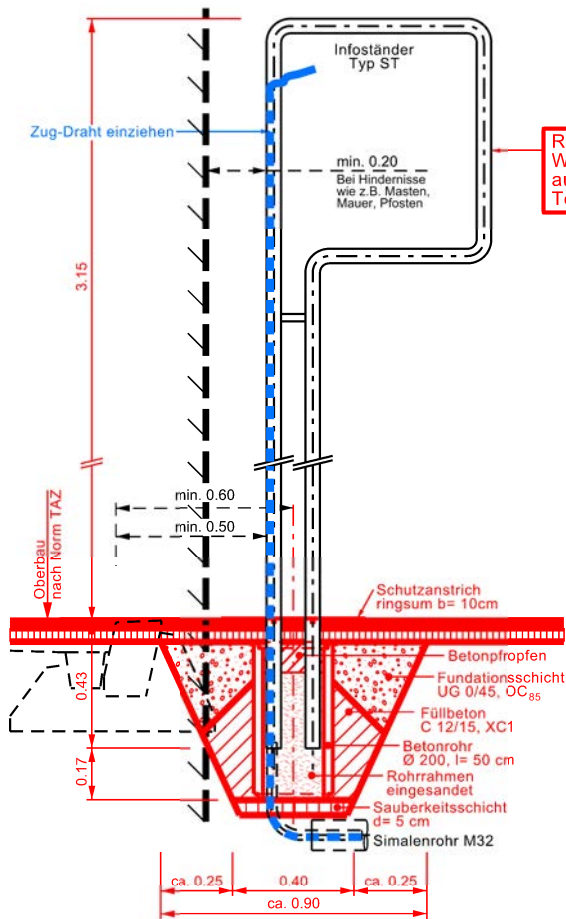 Infoständer
Typ ST
Zug-Draht einziehen
min. 0.20
Bei Hindernisse
wie z.B. Masten,
Mauer, Pfosten
3.15
min. 0.60
min. 0.50
Oberbau
nach Norm TAZ
Schutzanstrich
ringsum b= 10cm
Betonpfropfen
Fundationsschicht
UG 0/45, OC85
Füllbeton
C 12/15, XC1
0.43
Betonrohr
Ø 200, l= 50 cm
Rohrrahmen
eingesandet
0.17
Sauberkeitsschicht
d= 5 cm
Simalenrohr M32
ca. 0.25
0.40
ca. 0.25
ca. 0.90